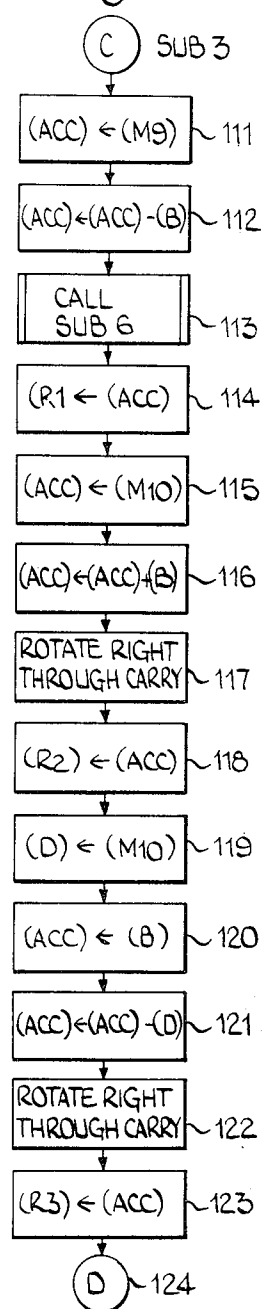 C SUB 3
(ACC) ← (M9) 111
(ACC)←(ACC)-(B) 112
CALL
SUB 6 113
(R1 ← (ACC) 114
(ACC) ← (M10) 115
(ACC)←(ACC)+(B) 116
ROTATE RIGHT
THROUGH CARRY 117
(R2) ← (ACC) 118
(D) ← (M10) 119
(ACC) ← (B) 120
(ACC)←(ACC)-(D) 121
ROTATE RIGHT
THROUGH CARRY 122
(R3) ← (ACC) 123
D 124